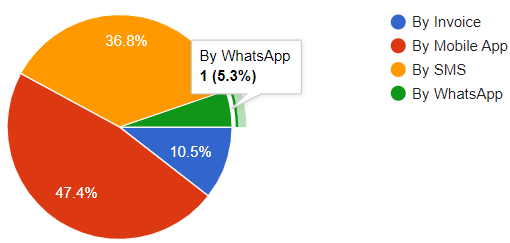 36.8%
By WhatsApp
1 (5.3%)
10.5%
47.4%
By Invoice
By Mobile App
By SMS
By WhatsApp